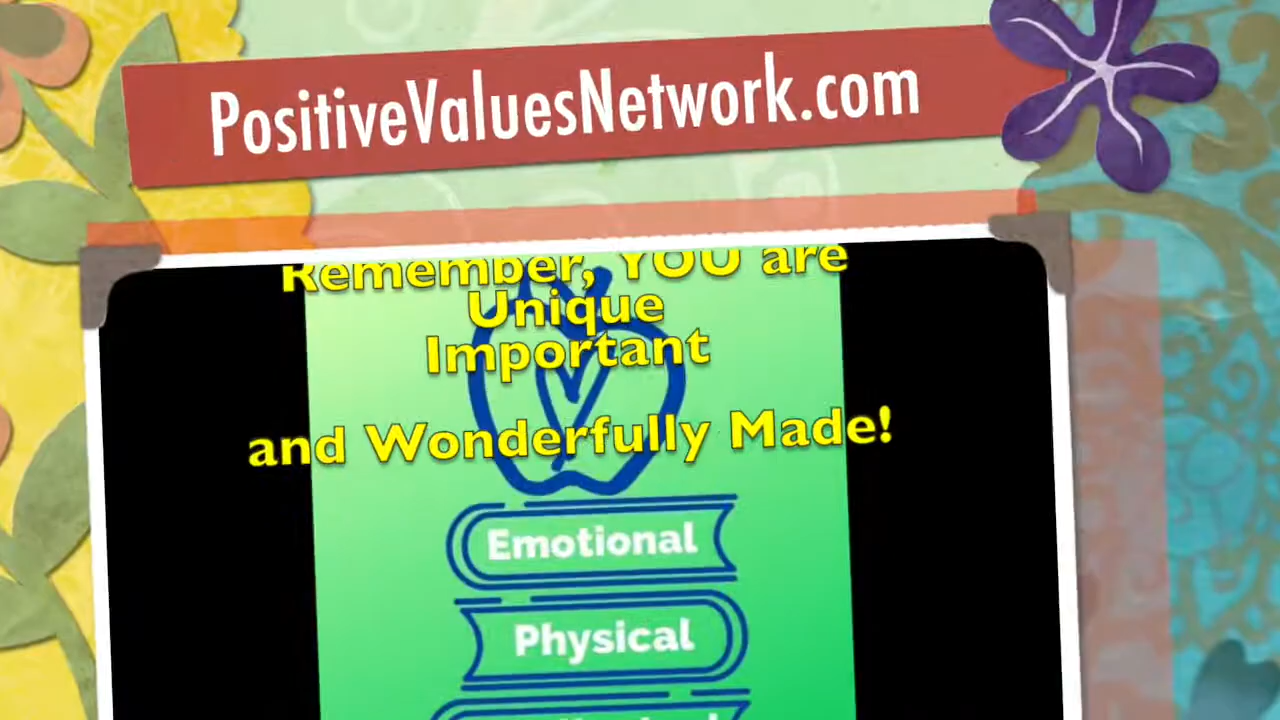 PositiveValuesNetwork.com
Remember, YOU are
Unique
Important
and Wonderfully Made!
Emotional
Physical